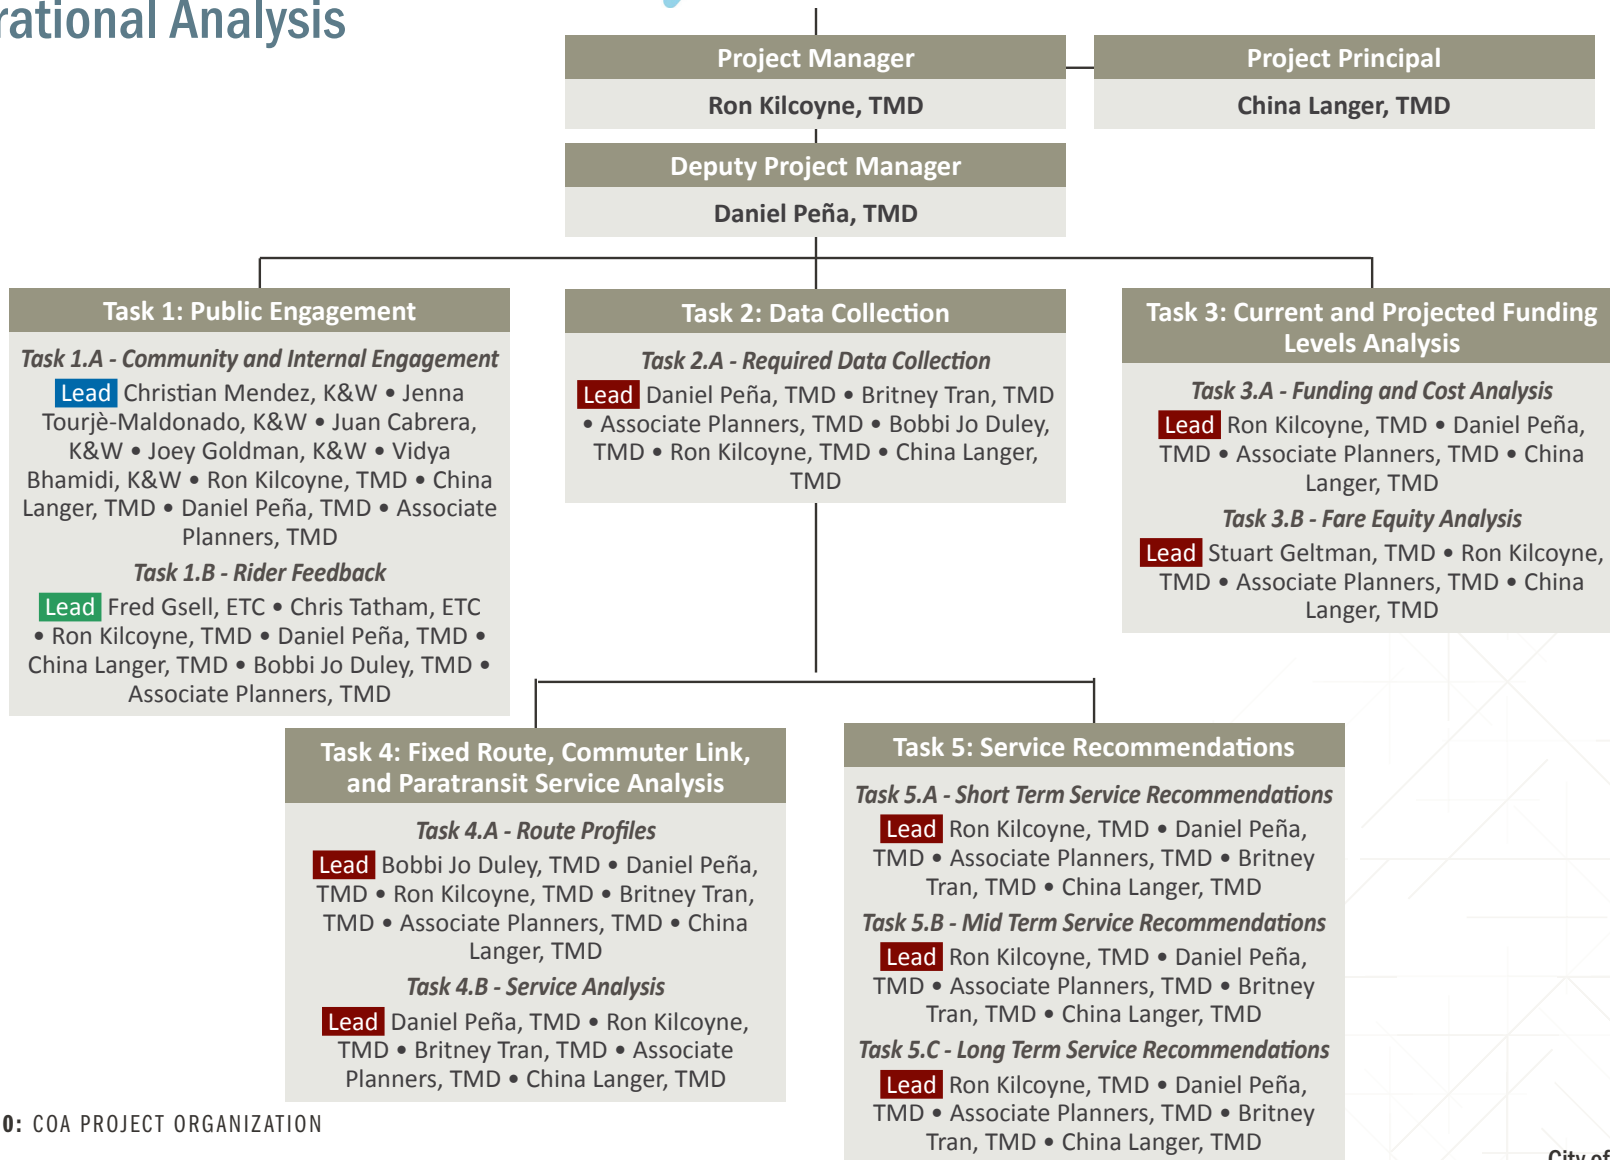 rational Analysis
Project Manager
Ron Kilcoyne, TMD
Project Principal
China Langer, TMD
Deputy Project Manager
Daniel Peña, TMD
Task 1: Public Engagement
Task 1.A - Community and Internal Engagement
Lead Christian Mendez, K&W • Jenna
Tourjè-Maldonado, K&W • Juan Cabrera,
K&W • Joey Goldman, K&W • Vidya
Bhamidi, K&W • Ron Kilcoyne, TMD • China
Langer, TMD • Daniel Peña, TMD • Associate
Planners, TMD
Task 1.B - Rider Feedback
Lead Fred Gsell, ETC • Chris Tatham, ETC
• Ron Kilcoyne, TMD • Daniel Peña, TMD •
China Langer, TMD • Bobbi Jo Duley, TMD •
Associate Planners, TMD
Task 2: Data Collection
Task 2.A - Required Data Collection
Lead Daniel Peña, TMD • Britney Tran, TMD
• Associate Planners, TMD • Bobbi Jo Duley,
TMD • Ron Kilcoyne, TMD • China Langer,
TMD
Task 3: Current and Projected Funding
Levels Analysis
Task 3.A - Funding and Cost Analysis
Lead Ron Kilcoyne, TMD • Daniel Peña,
TMD • Associate Planners, TMD • China
Langer, TMD
Task 3.B - Fare Equity Analysis
Lead Stuart Geltman, TMD • Ron Kilcoyne,
TMD • Associate Planners, TMD • China
Langer, TMD
Task 4: Fixed Route, Commuter Link,
and Paratransit Service Analysis
Task 4.A - Route Profiles
Lead Bobbi Jo Duley, TMD • Daniel Peña,
TMD • Ron Kilcoyne, TMD • Britney Tran,
TMD • Associate Planners, TMD • China
Langer, TMD
Task 4.B - Service Analysis
Lead Daniel Peña, TMD • Ron Kilcoyne,
TMD • Britney Tran, TMD • Associate
Planners, TMD • China Langer, TMD
Task 5: Service Recommendations
Task 5.A - Short Term Service Recommendations
Lead Ron Kilcoyne, TMD • Daniel Peña,
TMD • Associate Planners, TMD • Britney
Tran, TMD • China Langer, TMD
Task 5.B - Mid Term Service Recommendations
Lead Ron Kilcoyne, TMD • Daniel Peña,
TMD • Associate Planners, TMD • Britney
Tran, TMD • China Langer, TMD
Task 5.C - Long Term Service Recommendations
Lead Ron Kilcoyne, TMD • Daniel Peña,
TMD • Associate Planners, TMD • Britney
Tran, TMD • China Langer, TMD
0: COA PROJECT ORGANIZATION
City of